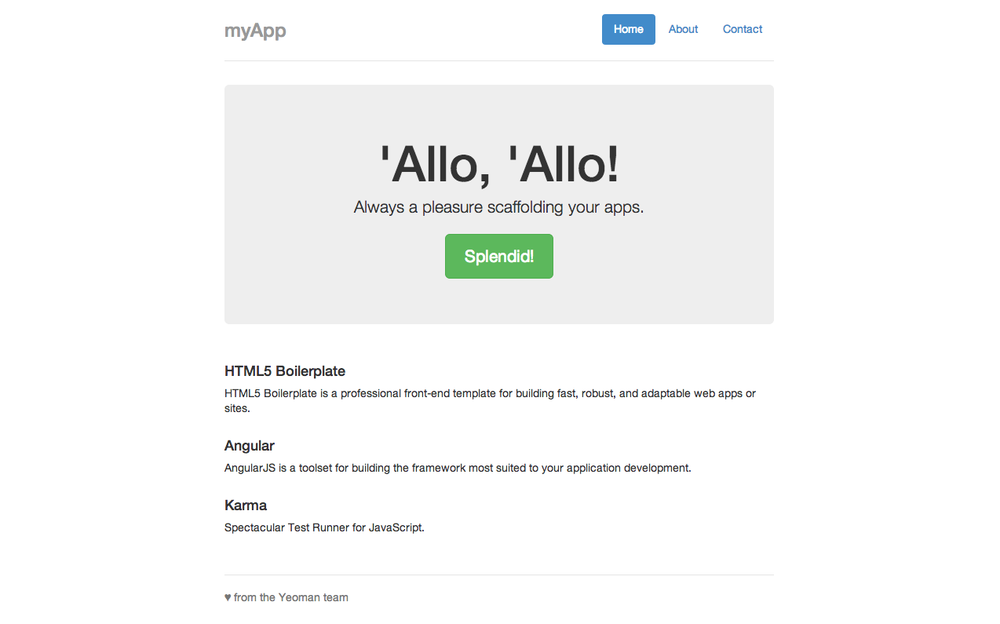 myApp
Home About Contact
'Allo, 'Allo!
Always a pleasure scaffolding your apps.
Splendid!
HTML5 Boilerplate
HTML5 Boilerplate is a professional front-end template for building fast, robust, and adaptable web apps or
sites.
Angular
AngularJS is a toolset for building the framework most suited to your application development.
Karma
Spectacular Test Runner for JavaScript.
♥ from the Yeoman team